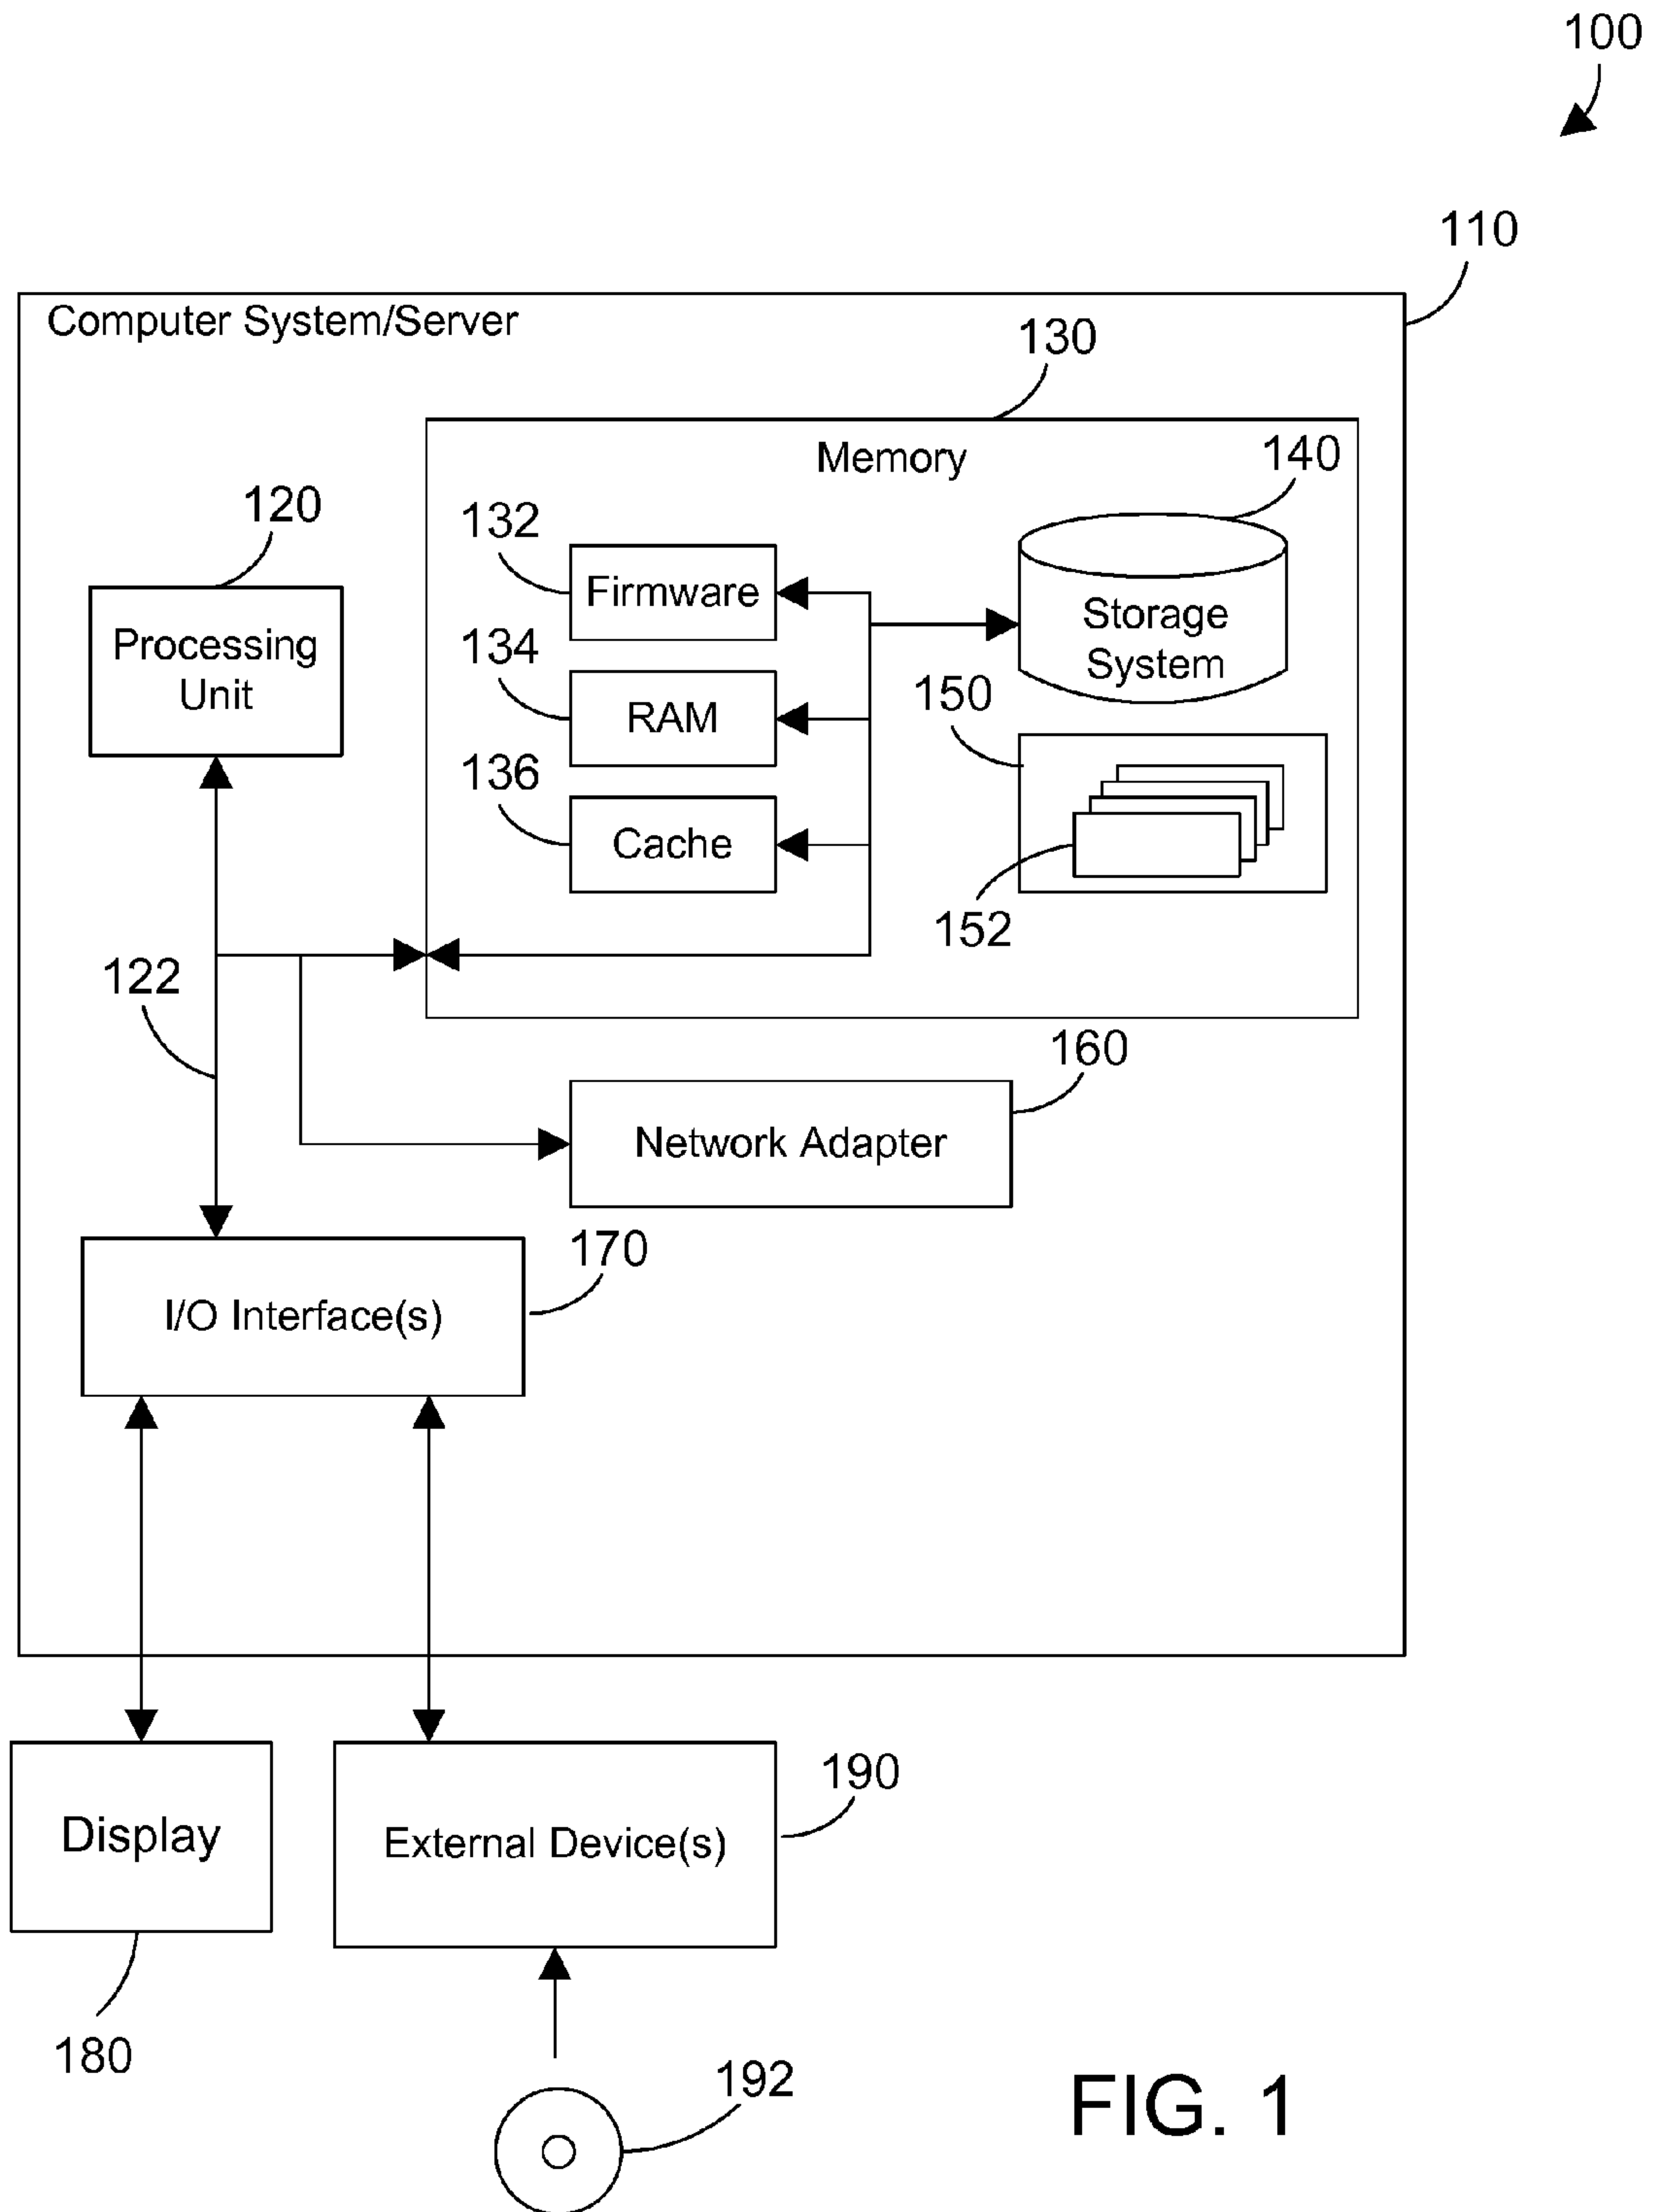 100
110
Computer System/Server
130
Memory
140
120
132
Firmware
Processing
Unit
134
RAM
Storage
System
150
136
Cache
152
122
160
Network Adapter
170
I/O Interface(s)
190
Display
External Device(s)
180
192
FIG. 1